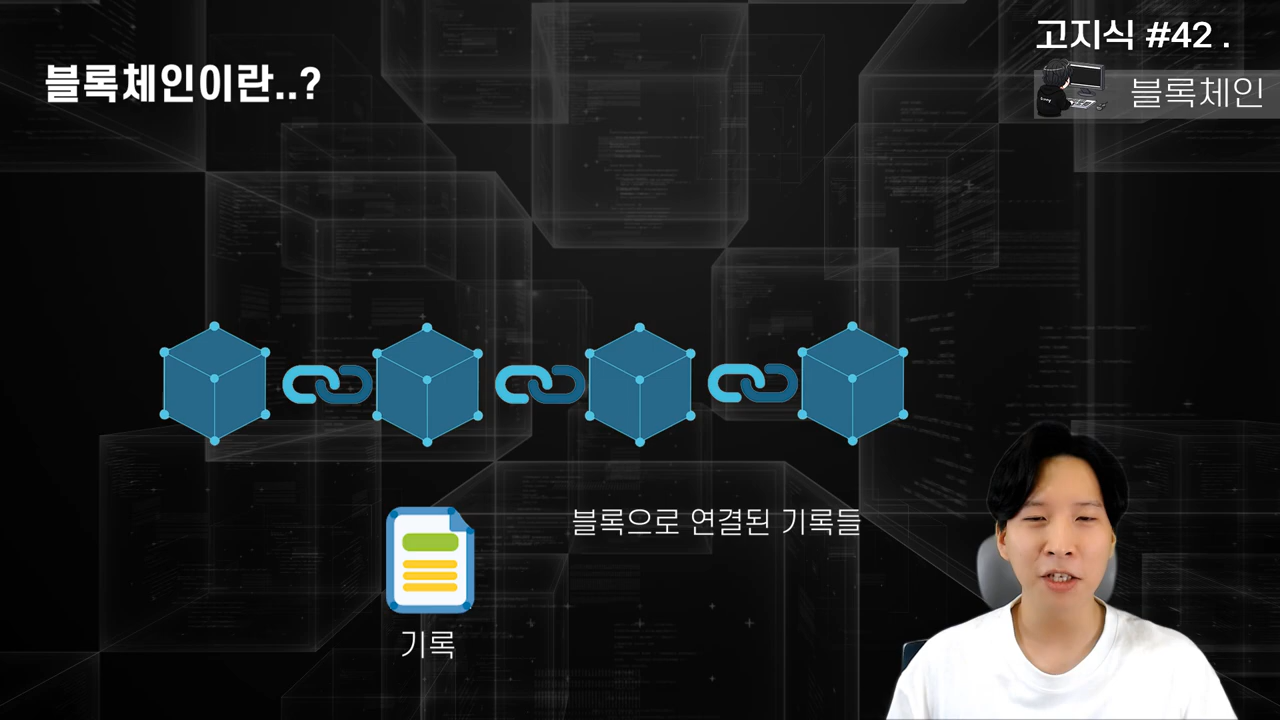 고지식 #42 .
블록체인이란..?
블록체인
블록으로 연결된 기록들
기록